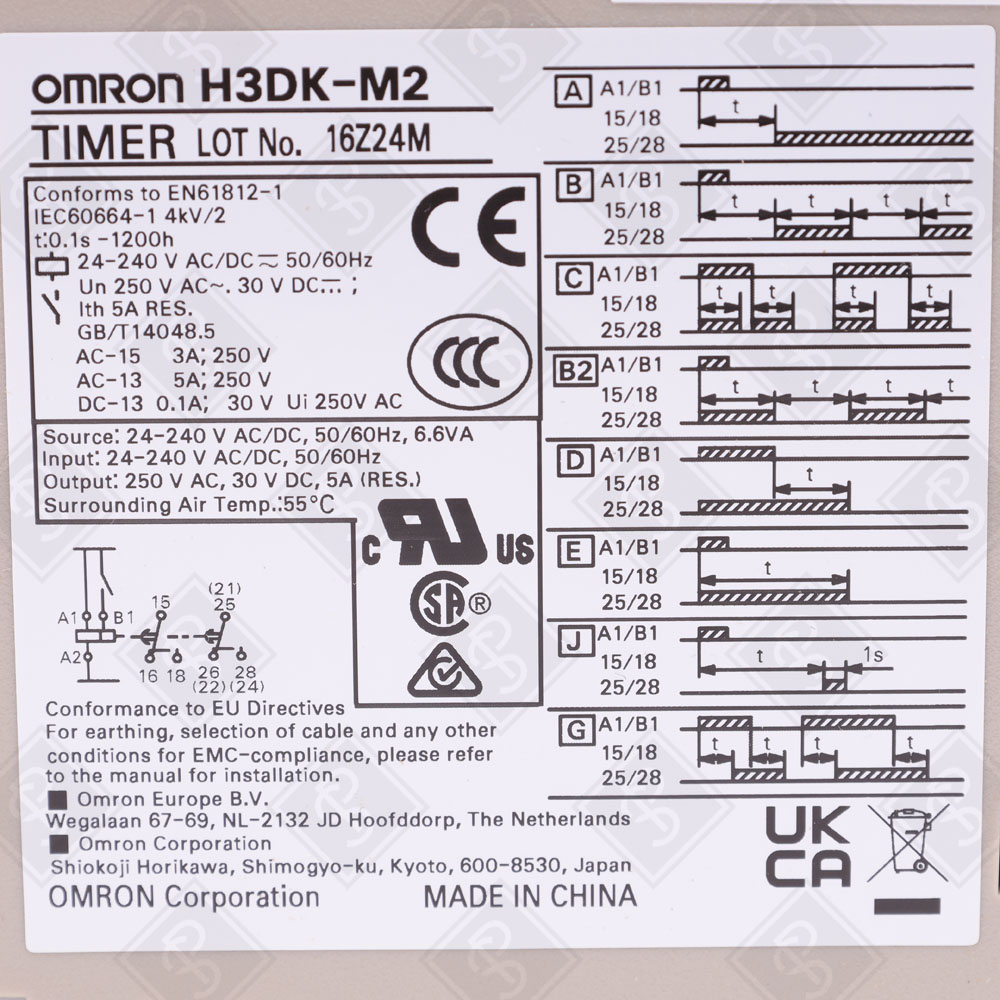 OMRON H3DK-M2
TIMER LOT No. 16Z24M
Conforms to EN61812-1
IEC60664-1 4kV/2
t:0.1s -1200h
24-240 V AC/DC ⎓ 50/60Hz
Un 250 V AC~. 30 V DC⎓ ;
Ith 5A RES.
GB/T14048.5
AC-15 3A; 250 V
AC-13 5A; 250 V
DC-13 0.1A; 30 V Ui 250V AC
CE
CCC
Source: 24-240 V AC/DC, 50/60Hz, 6.6VA
Input: 24-240 V AC/DC, 50/60Hz
Output: 250 V AC, 30 V DC, 5A (RES.)
Surrounding Air Temp.:55°C
C RU US
SA ®
A1 B1
A2
15
16 18
(21)
25
26 28
(22) (24)
Conformance to EU Directives
For earthing, selection of cable and any other
conditions for EMC-compliance, please refer
to the manual for installation.
■ Omron Europe B.V.
Wegalaan 67-69, NL-2132 JD Hoofddorp, The Netherlands
■ Omron Corporation
Shiokoji Horikawa, Shimogyo-ku, Kyoto, 600-8530, Japan
OMRON Corporation MADE IN CHINA
A A1/B1
t
15/18
25/28
B A1/B1
t t t t
15/18
25/28
C A1/B1
t t t t
15/18
25/28
B2 A1/B1
t t t t
15/18
25/28
D A1/B1
t
15/18
25/28
E A1/B1
t
15/18
25/28
J A1/B1
t 1s
15/18
25/28
G A1/B1
t t t t
15/18
25/28
UK
CA